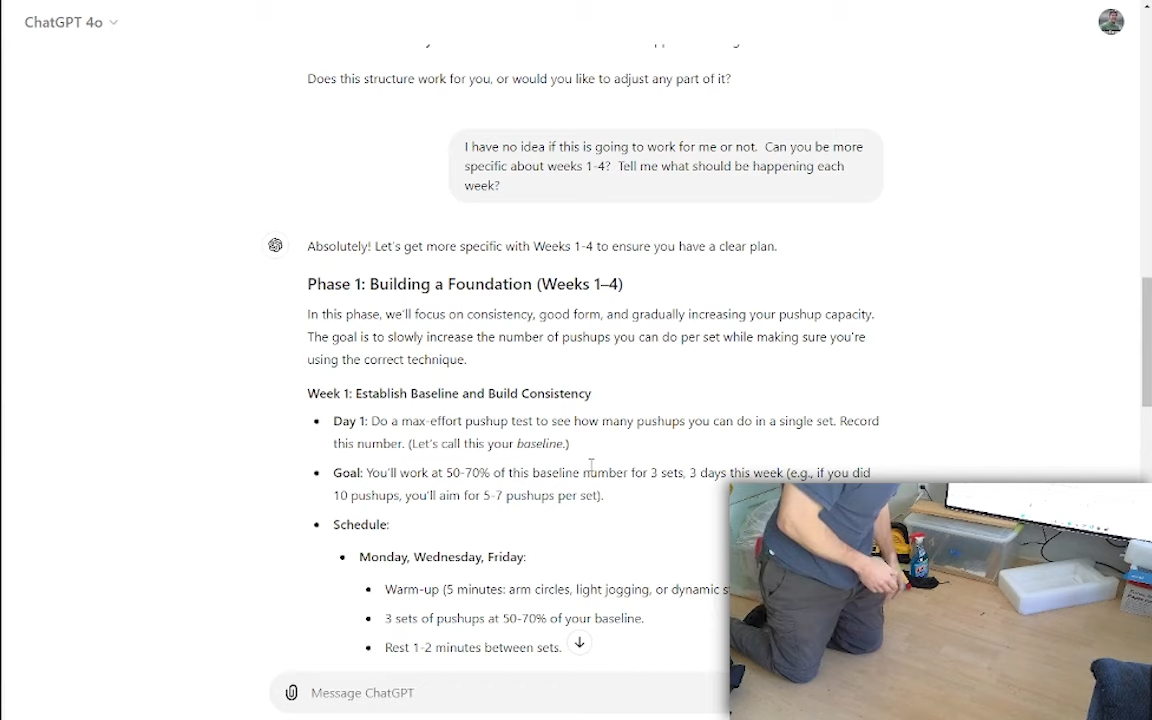 ChatGPT 4o
Does this structure work for you, or would you like to adjust any part of it?
I have no idea if this is going to work for me or not.  Can you be more
specific about weeks 1-4?  Tell me what should be happening each
week?
Absolutely! Let's get more specific with Weeks 1-4 to ensure you have a clear plan.
Phase 1: Building a Foundation (Weeks 1–4)
In this phase, we'll focus on consistency, good form, and gradually increasing your pushup capacity.
The goal is to slowly increase the number of pushups you can do per set while making sure you're
using the correct technique.
Week 1: Establish Baseline and Build Consistency
• Day 1: Do a max-effort pushup test to see how many pushups you can do in a single set. Record
this number. (Let's call this your baseline.)
• Goal: You'll work at 50-70% of this baseline number for 3 sets, 3 days this week (e.g., if you did
10 pushups, you'll aim for 5-7 pushups per set).
• Schedule:
• Monday, Wednesday, Friday:
• Warm-up (5 minutes: arm circles, light jogging, or dynamic
• 3 sets of pushups at 50-70% of your baseline.
• Rest 1-2 minutes between sets.
Message ChatGPT